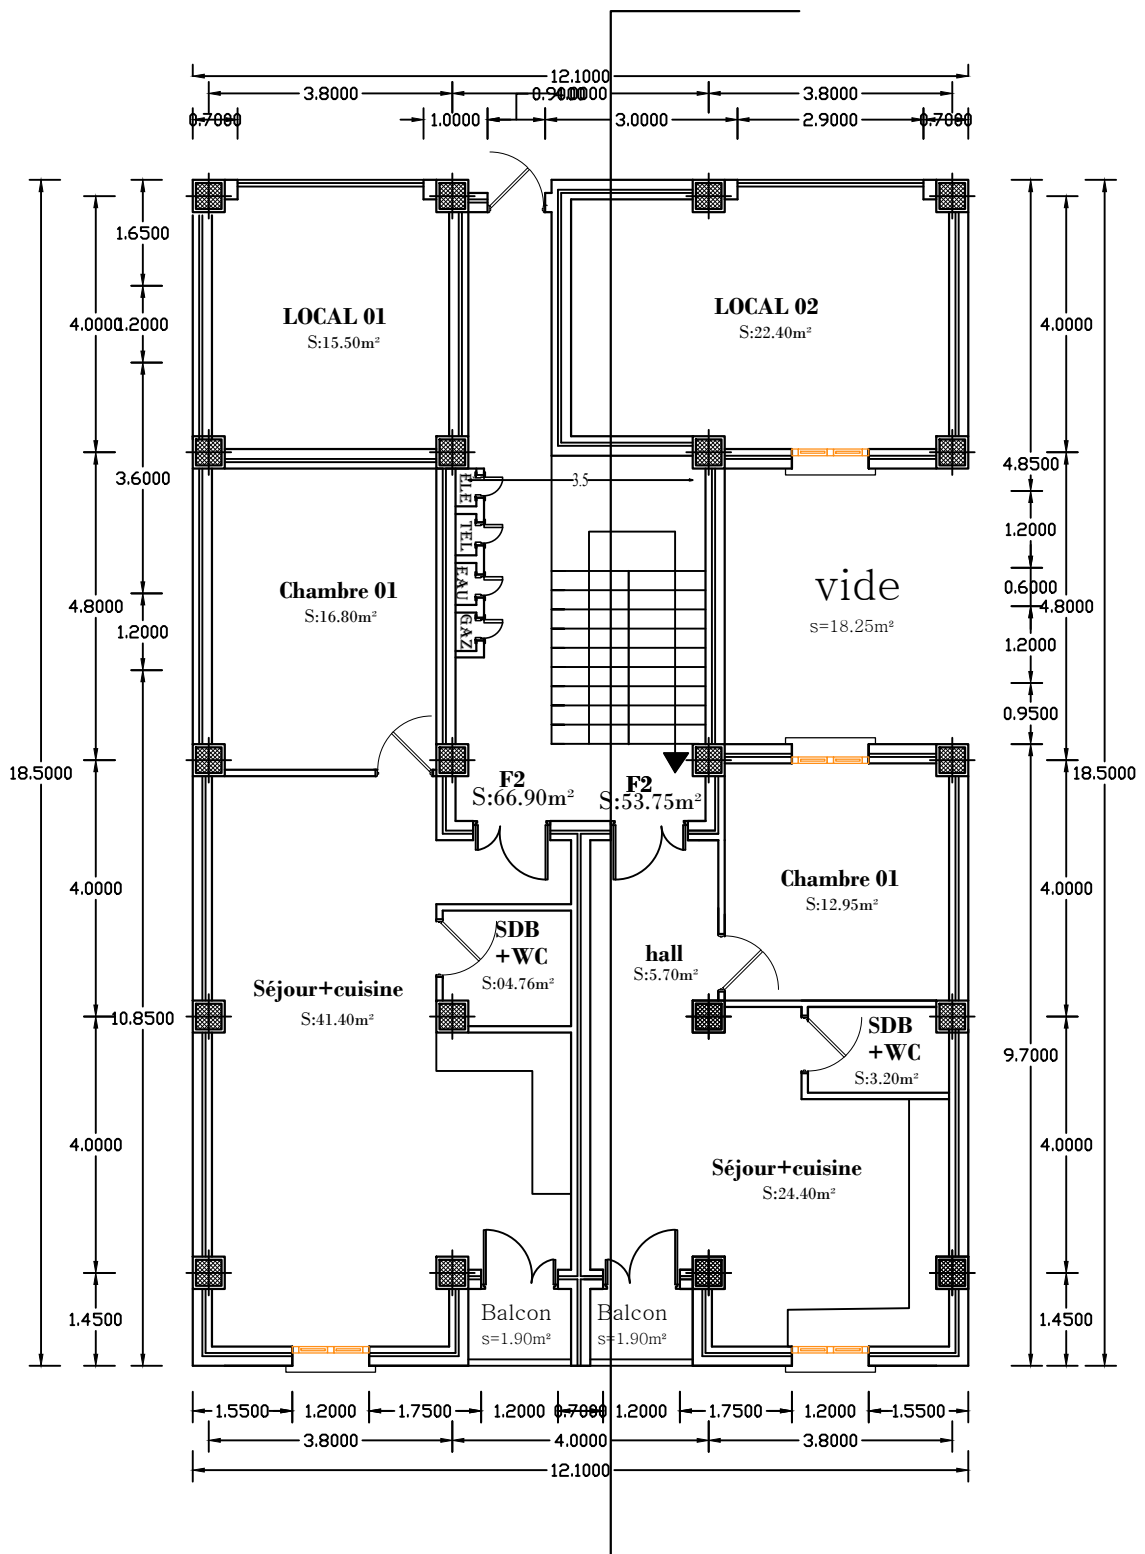 12.1000
3.8000
4.0000
3.8000
0.7000
1.0000
0.9000
3.0000
2.9000
0.7000
LOCAL 01
S:15.50m²
LOCAL 02
S:22.40m²
1.6500
4.0000
1.2000
4.0000
3.6000
4.8500
ELE
3.5
TEL
EAU
GAZ
1.2000
Chambre 01
S:16.80m²
vide
s=18.25m²
0.6000
4.8000
4.8000
1.2000
1.2000
0.9500
18.5000
18.5000
F2
S:66.90m²
F2
S:53.75m²
4.0000
4.0000
Chambre 01
S:12.95m²
SDB
+WC
S:04.76m²
hall
S:5.70m²
Séjour+cuisine
S:41.40m²
10.8500
SDB
+WC
S:3.20m²
9.7000
4.0000
4.0000
Séjour+cuisine
S:24.40m²
Balcon
s=1.90m²
Balcon
s=1.90m²
1.4500
1.4500
1.5500
1.2000
1.7500
1.2000
0.7000
1.2000
1.7500
1.2000
1.5500
3.8000
4.0000
3.8000
12.1000